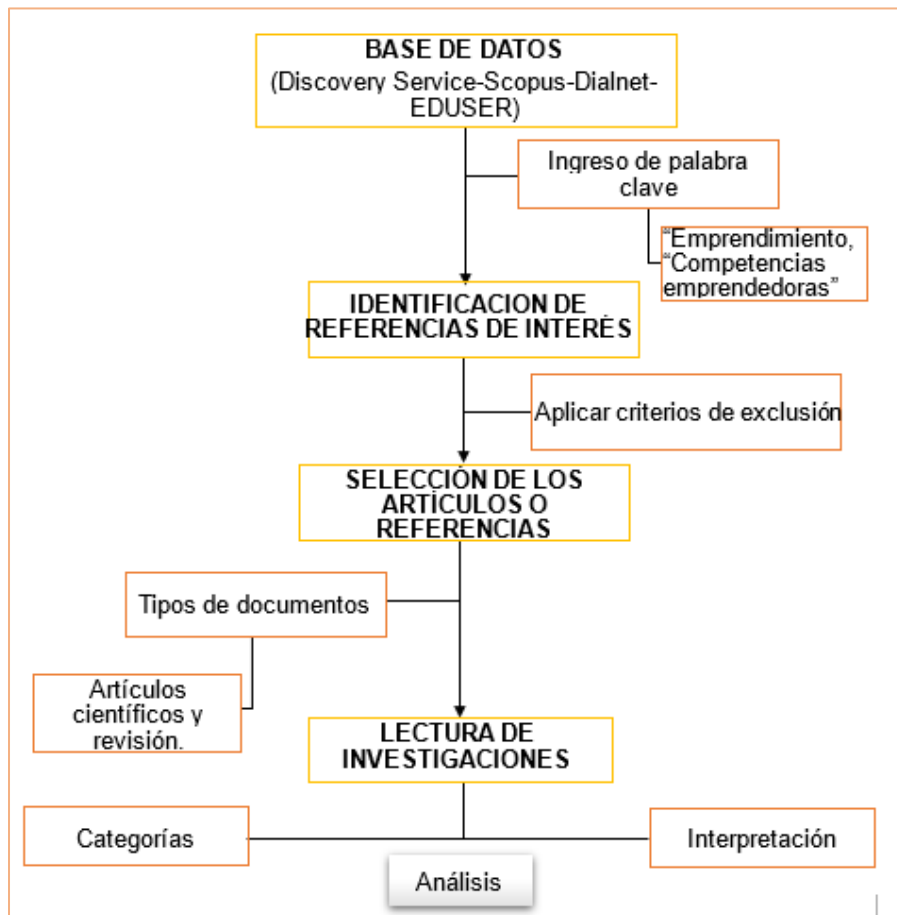 BASE DE DATOS
(Discovery Service-Scopus-Dialnet-
EDUSER)
Ingreso de palabra
clave
“Emprendimiento,
“Competencias
emprendedoras”
IDENTIFICACION DE
REFERENCIAS DE INTERÉS
Aplicar criterios de exclusión
SELECCIÓN DE LOS
ARTÍCULOS O
REFERENCIAS
Tipos de documentos
Artículos
científicos y
revisión.
LECTURA DE
INVESTIGACIONES
Categorías
Interpretación
Análisis